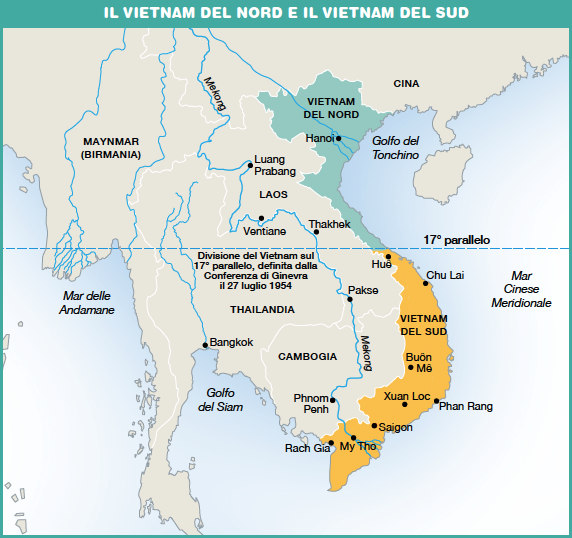 IL VIETNAM DEL NORD E IL VIETNAM DEL SUD
CINA
Mekong
VIETNAM
DEL NORD
Hanoi
Golfo del
Tonchino
MAYNMAR
(BIRMANIA)
Luang
Prabang
LAOS
Ventiane
Thakhek
17° parallelo
Divisione del Vietnam sul
17° parallelo, definita dalla
Conferenza di Ginevra
il 27 luglio 1954
Huê
Chu Lai
Mar delle
Andamane
Mar
Cinese
Meridionale
Pakse
THAILANDIA
VIETNAM
DEL SUD
Bangkok
Mekong
CAMBOGIA
Buôn
Mê
Golfo
del Siam
Phnom
Penh
Xuan Loc
Phan Rang
Saigon
Rach Gia
My Tho